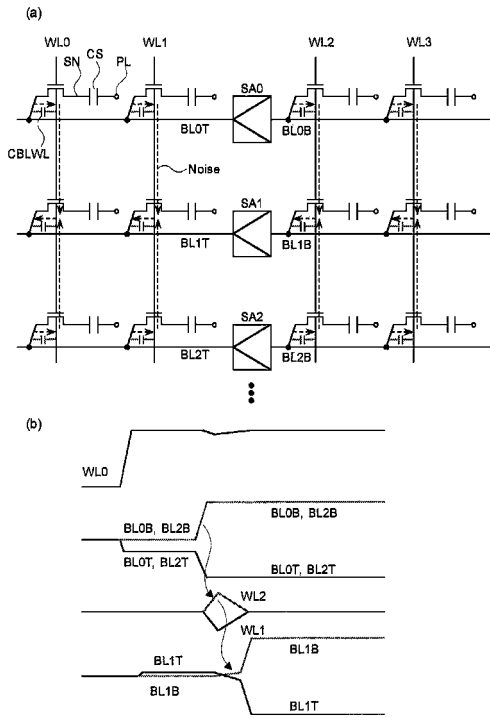 (a)
WL0 WL1 WL2 WL3
CS
SN PL SA0
BL0T BL0B
CBLWL
Noise
SA1
BL1T BL1B
SA2
BL2T BL2B
(b)
WL0
BL0B, BL2B BL0B, BL2B
BL0T, BL2T BL0T, BL2T
WL2
WL1
BL1T BL1B
BL1B
BL1T